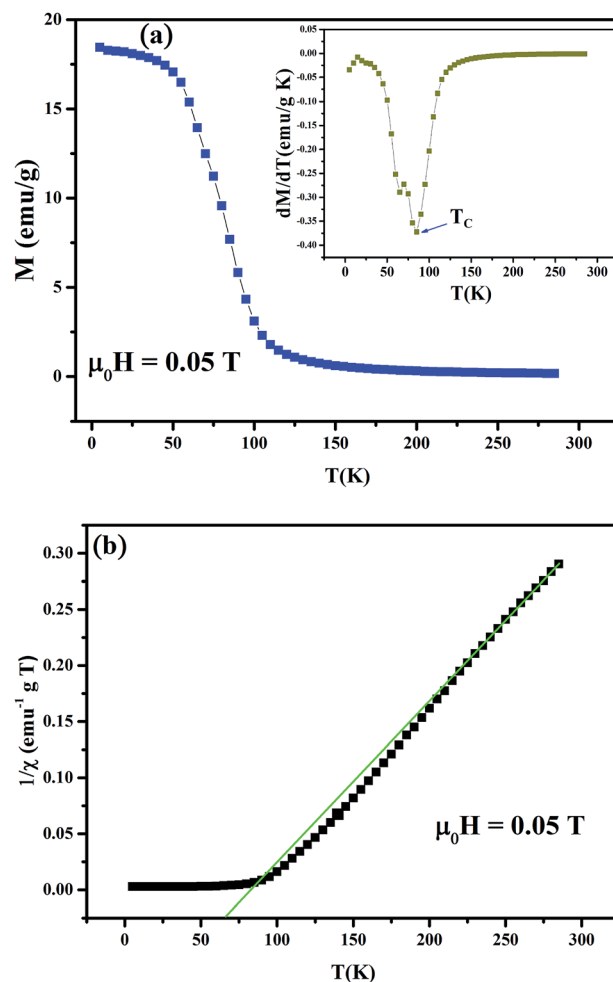 (a)
M (emu/g)
20
15
10
5
0
μ₀H = 0.05 T
0 50 100 150 200 250 300
T(K)
dM/dT(emu/g K)
0.00
-0.05
-0.10
-0.15
-0.20
-0.25
-0.30
-0.35
-0.40
T_C
0 50 100 150 200 250 300
T(K)
(b)
1/χ (emu⁻¹ g T)
0.30
0.25
0.20
0.15
0.10
0.05
0.00
μ₀H = 0.05 T
0 50 100 150 200 250 300
T(K)